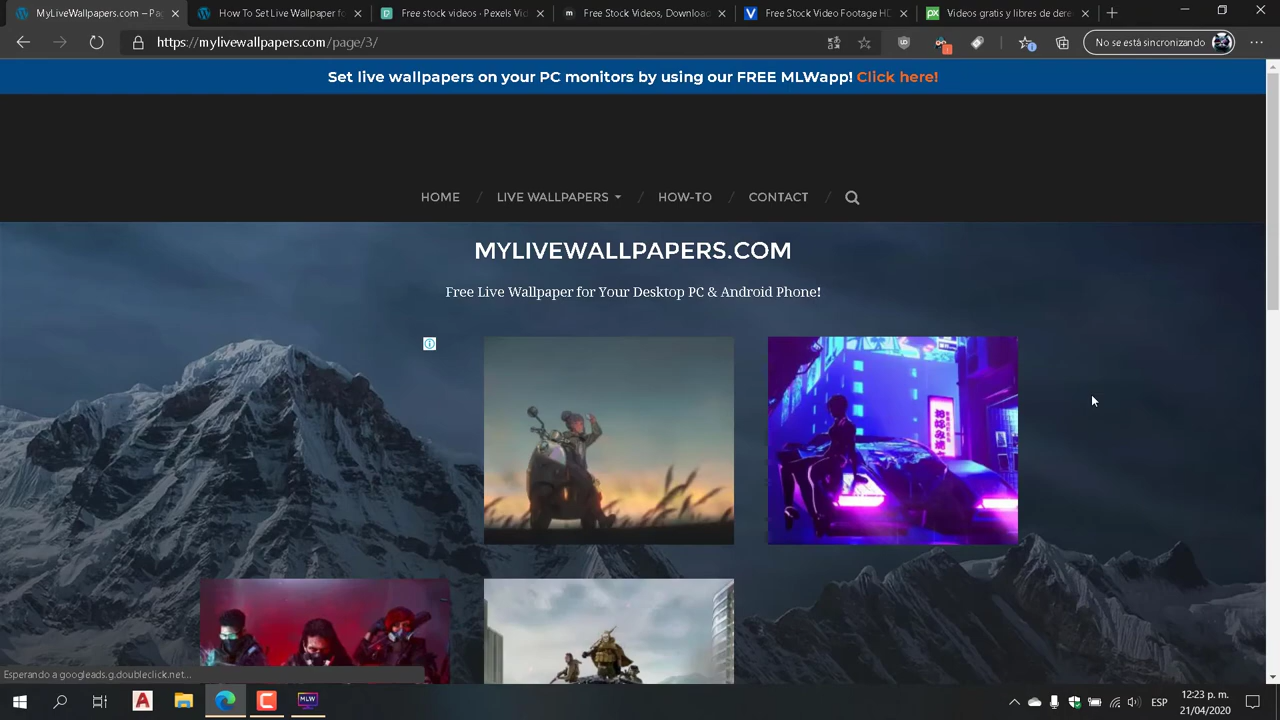 MyLiveWallpapers.com – Pa
How To Set Live Wallpaper fo
Free stock videos · Pexels Vid
Free Stock Videos, Download
Free Stock Video Footage HD
Videos gratis y libres de dere
https://mylivewallpapers.com/page/3/
No se está sincronizando
Set live wallpapers on your PC monitors by using our FREE MLWapp! Click here!
HOME / LIVE WALLPAPERS / HOW-TO / CONTACT /
MYLIVEWALLPAPERS.COM
Free Live Wallpaper for Your Desktop PC & Android Phone!
Esperando a googleads.g.doubleclick.net...
MLW
ESP
12:23 p. m.
21/04/2020